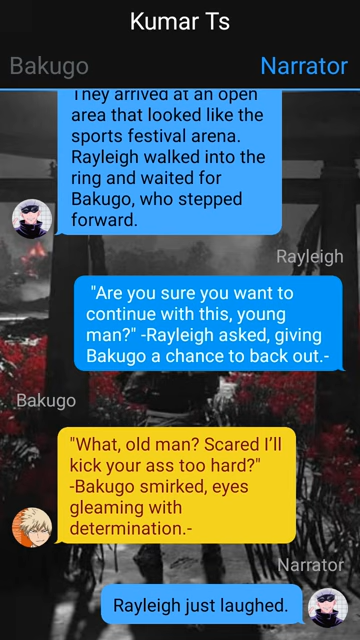 Kumar Ts
Bakugo
Narrator
They arrived at an open
area that looked like the
sports festival arena.
Rayleigh walked into the
ring and waited for
Bakugo, who stepped
forward.
Rayleigh
"Are you sure you want to
continue with this, young
man?" -Rayleigh asked, giving
Bakugo a chance to back out.-
Bakugo
"What, old man? Scared I’ll
kick your ass too hard?"
-Bakugo smirked, eyes
gleaming with
determination.-
Narrator
Rayleigh just laughed.